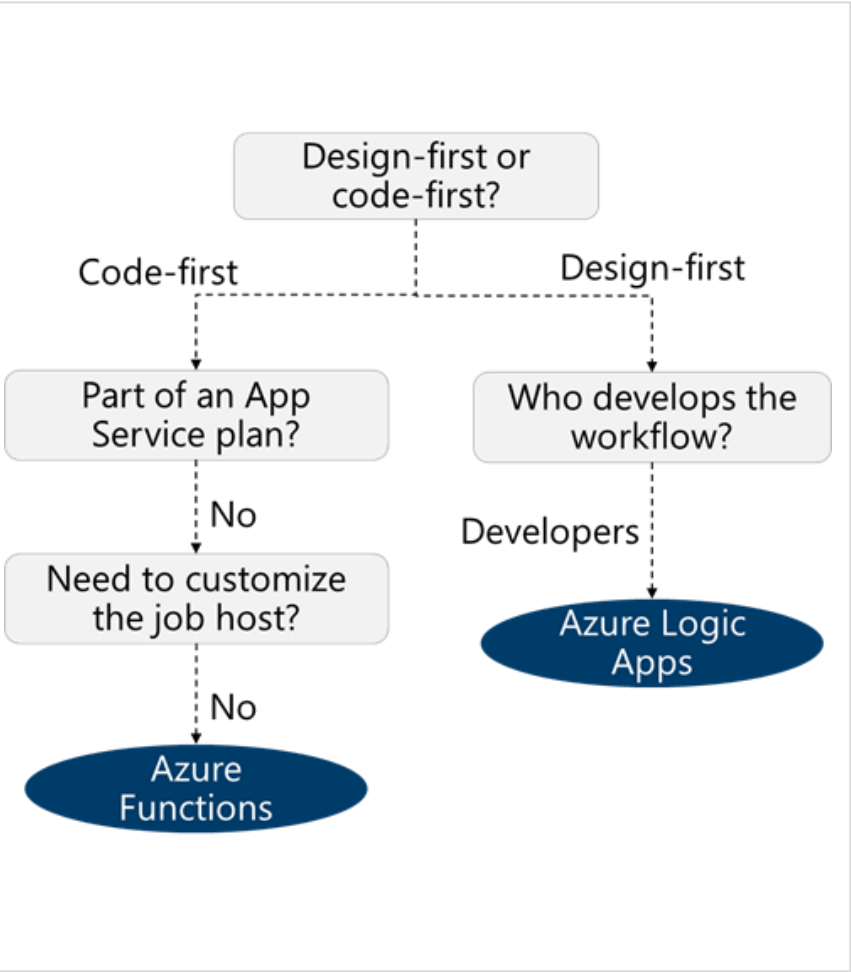 Design-first or
code-first?
Code-first
Design-first
Part of an App
Service plan?
Who develops the
workflow?
No
Developers
Need to customize
the job host?
Azure Logic
Apps
No
Azure
Functions